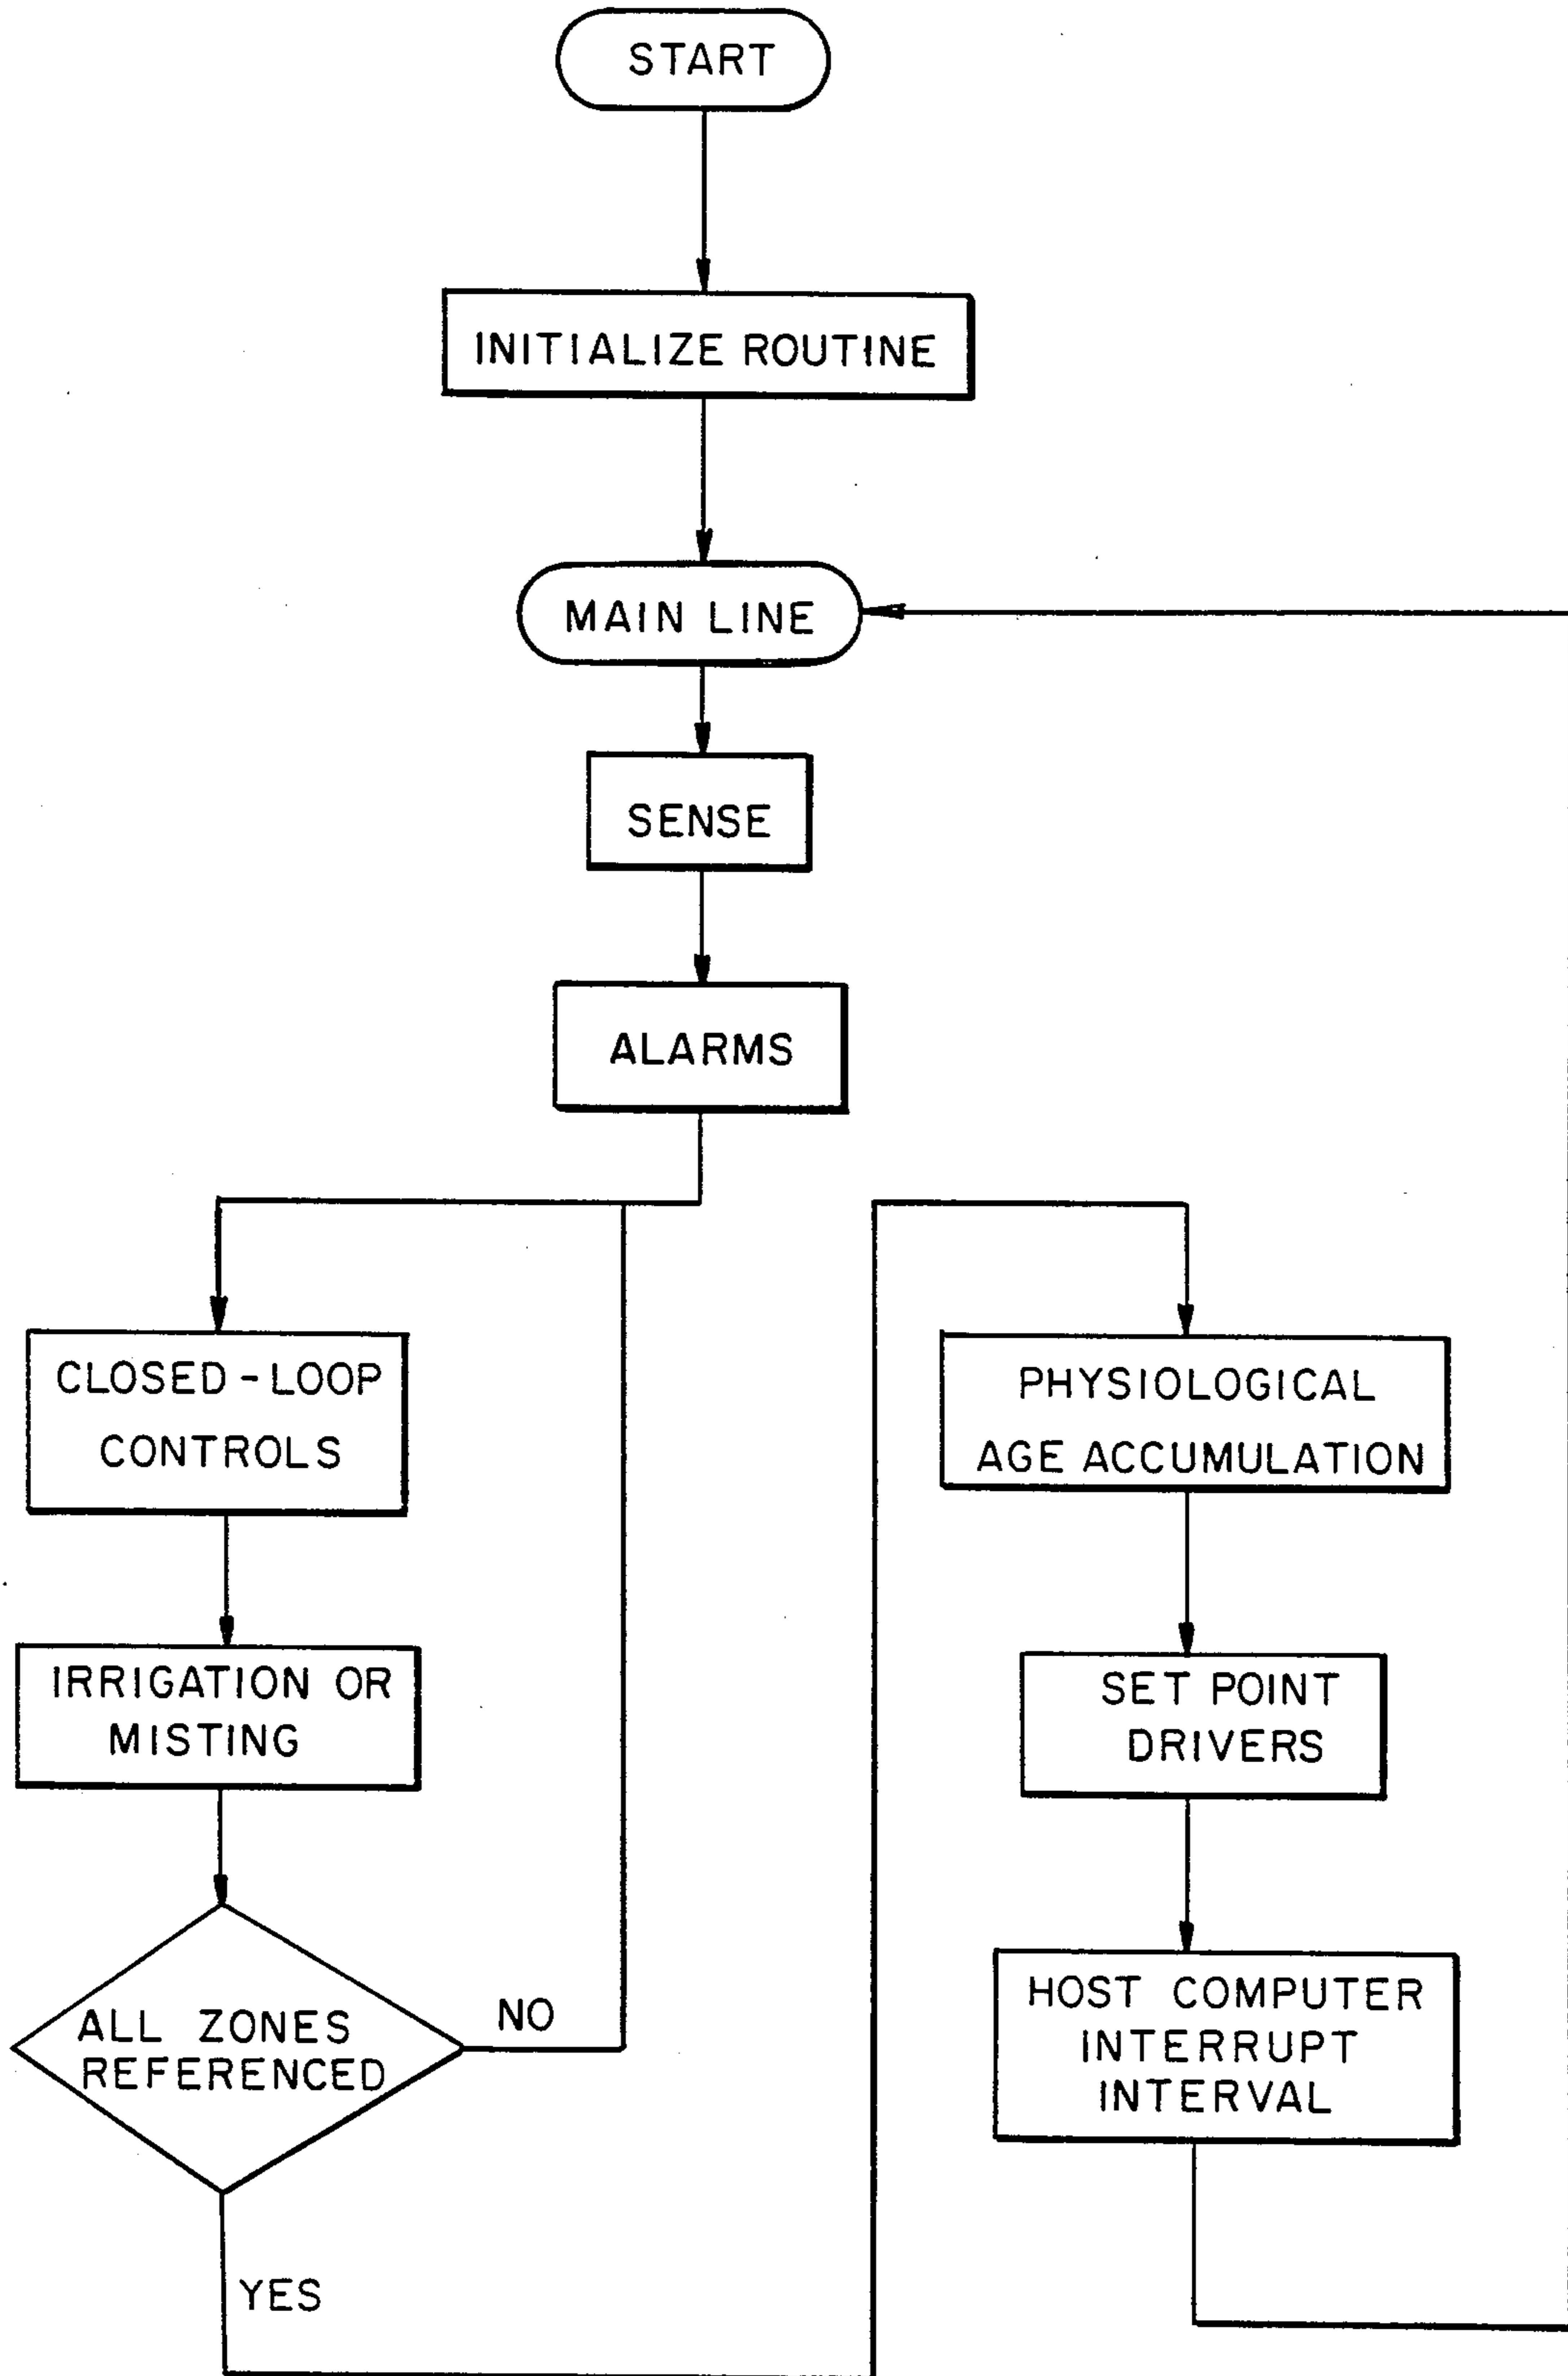 START
INITIALIZE ROUTINE
MAIN LINE
SENSE
ALARMS
CLOSED-LOOP
CONTROLS
IRRIGATION OR
MISTING
ALL ZONES
REFERENCED
NO
YES
PHYSIOLOGICAL
AGE ACCUMULATION
SET POINT
DRIVERS
HOST COMPUTER
INTERRUPT
INTERVAL